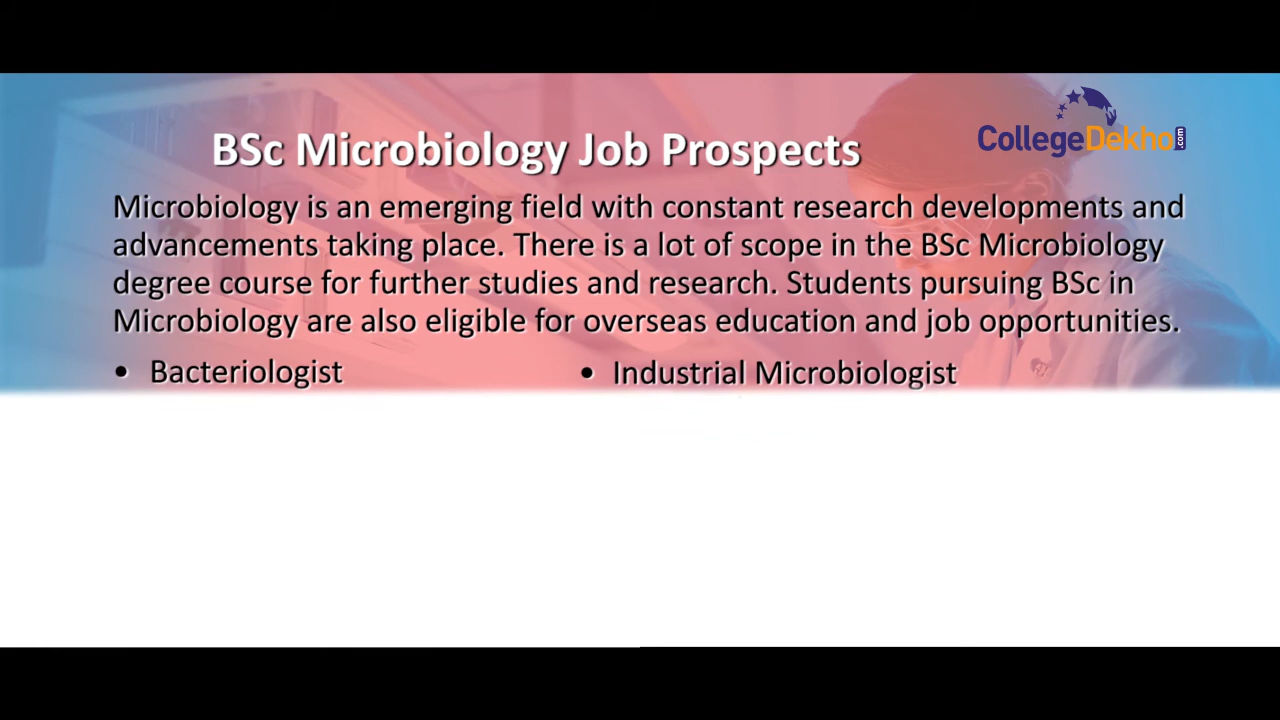 CollegeDekho.com
BSc Microbiology Job Prospects
Microbiology is an emerging field with constant research developments and
advancements taking place. There is a lot of scope in the BSc Microbiology
degree course for further studies and research. Students pursuing BSc in
Microbiology are also eligible for overseas education and job opportunities.
• Bacteriologist
• Industrial Microbiologist